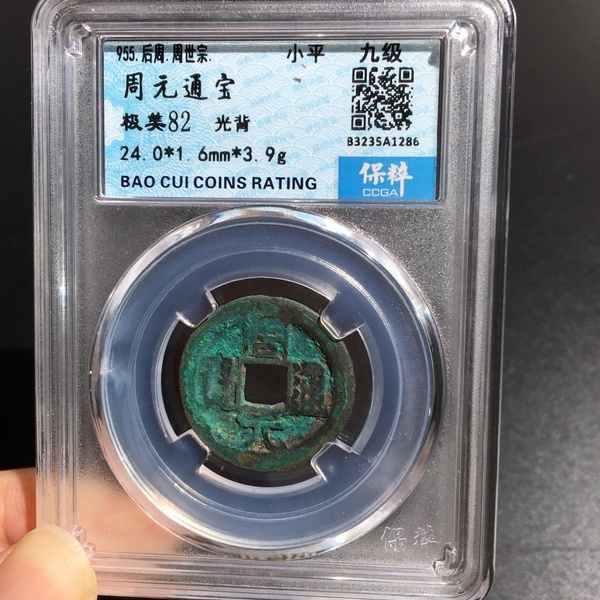 955.后周.周世宗. 小平 九级
周元通宝
极美82 光背
B3235A1286
24.0*1.6mm*3.9g
保粹
CCGA
BAO CUI COINS RATING
周元通宝
保粹